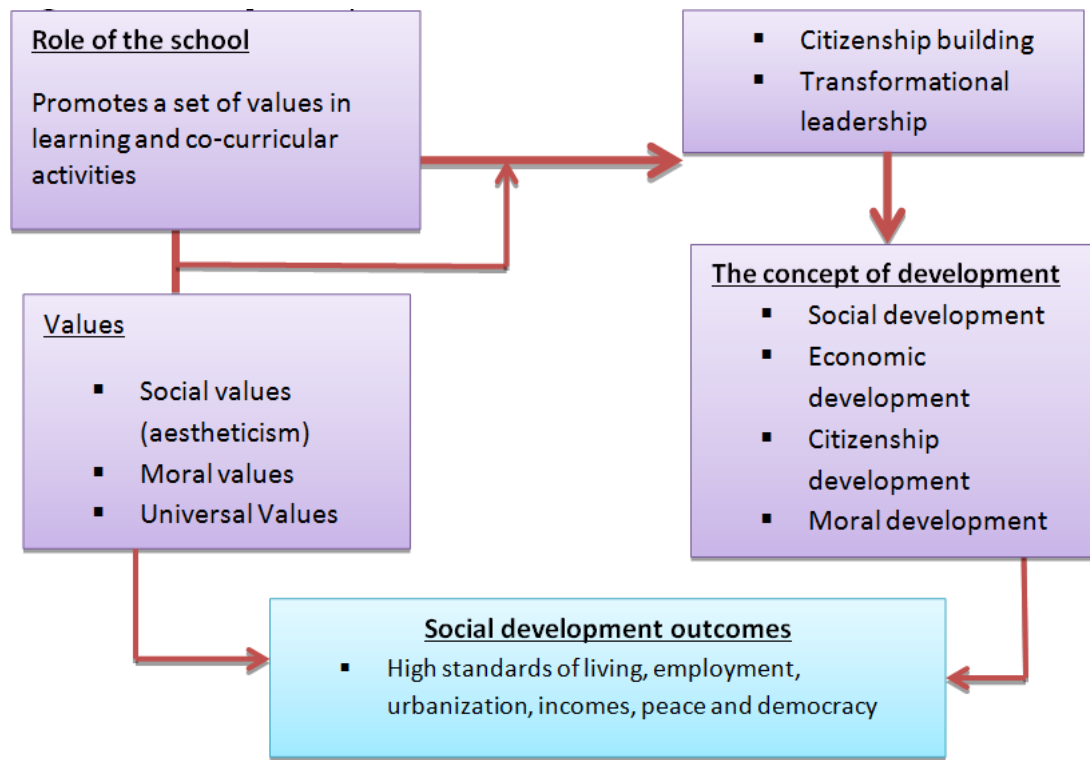 Role of the school
Promotes a set of values in
learning and co-curricular
activities
▪ Citizenship building
▪ Transformational
leadership
The concept of development
▪ Social development
▪ Economic
development
▪ Citizenship
development
▪ Moral development
Values
▪ Social values
(aestheticism)
▪ Moral values
▪ Universal Values
Social development outcomes
▪ High standards of living, employment,
urbanization, incomes, peace and democracy